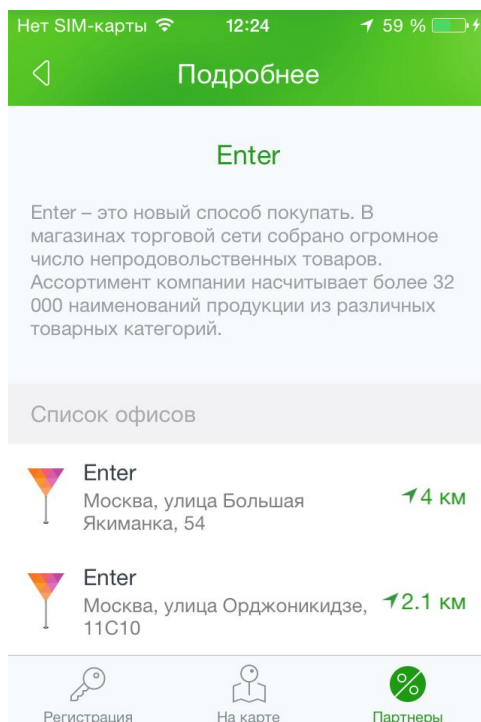 Нет SIM-карты 12:24 59 %
Подробнее
Enter
Enter – это новый способ покупать. В
магазинах торговой сети собрано огромное
число непродовольственных товаров.
Ассортимент компании насчитывает более 32
000 наименований продукции из различных
товарных категорий.
Список офисов
Enter
Москва, улица Большая
Якиманка, 54
4 км
Enter
Москва, улица Орджоникидзе,
11С10
2.1 км
Регистрация
На карте
Партнеры